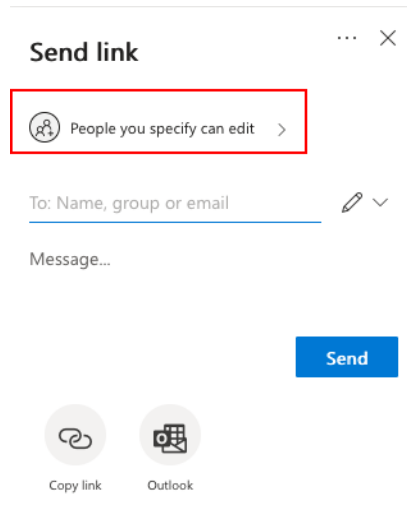 Send link
People you specify can edit
To: Name, group or email
Message...
Send
Copy link
Outlook